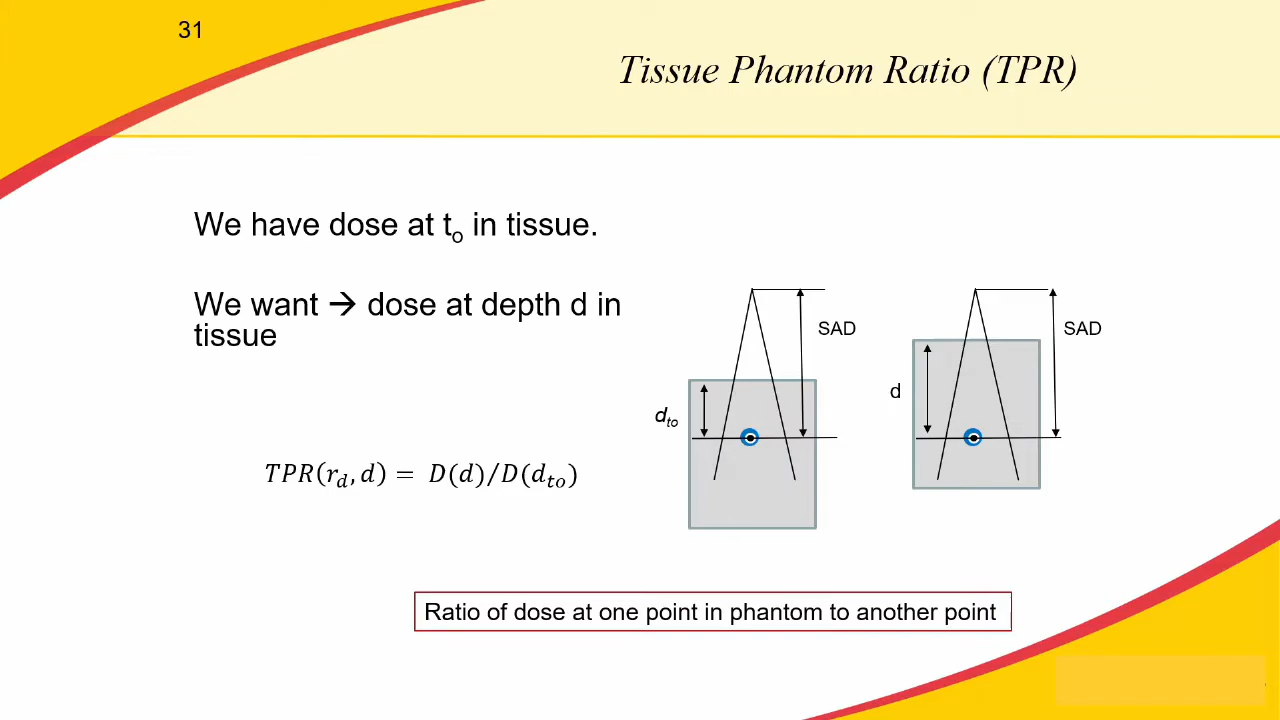 31
Tissue Phantom Ratio (TPR)
We have dose at to in tissue.
We want → dose at depth d in
tissue
TPR(rd, d) = D(d)/D(dto)
SAD
dto
SAD
d
Ratio of dose at one point in phantom to another point